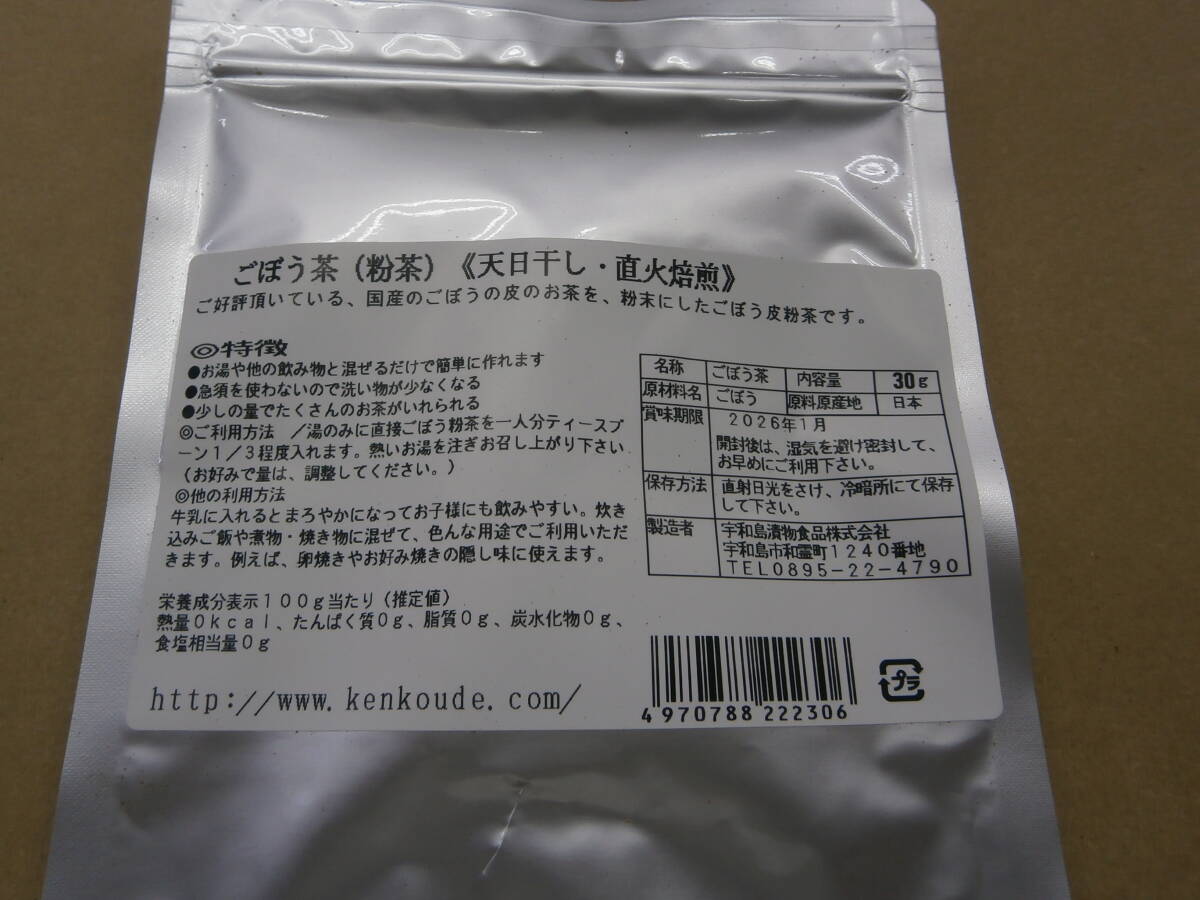 ごぼう茶（粉茶）《天日干し・直火焙煎》
ご好評頂いている、国産のごぼうの皮のお茶を、粉末にしたごぼう皮粉茶です。
◎特徴
●お湯や他の飲み物と混ぜるだけで簡単に作れます
●急須を使わないので洗い物が少なくなる
●少しの量でたくさんのお茶がいれられる
◎ご利用方法　／湯のみに直接ごぼう粉茶を一人分ティースプ
ーン１／３程度入れます。熱いお湯を注ぎお召し上がり下さい
（お好みで量は、調整してください。）
◎他の利用方法
牛乳に入れるとまろやかになってお子様にも飲みやすい。炊き
込みご飯や煮物・焼き物に混ぜて、色んな用途でご利用いただ
きます。例えば、卵焼きやお好み焼きの隠し味に使えます。
栄養成分表示１００ｇ当たり（推定値）
熱量０ｋｃａｌ、たんぱく質０ｇ、脂質０ｇ、炭水化物０ｇ、
食塩相当量０ｇ
http://www.kenkoude.com/
名称 ごぼう茶 内容量 30ｇ
原材料名 ごぼう 原料原産地 日本
賞味期限 2026年1月
開封後は、湿気を避け密封して、
お早めにご利用下さい。
保存方法 直射日光をさけ、冷暗所にて保存
して下さい。
製造者 宇和島漬物食品株式会社
宇和島市和霊町１２４０番地
ＴＥＬ０８９５－２２－４７９０
4 970788 222306
プラ